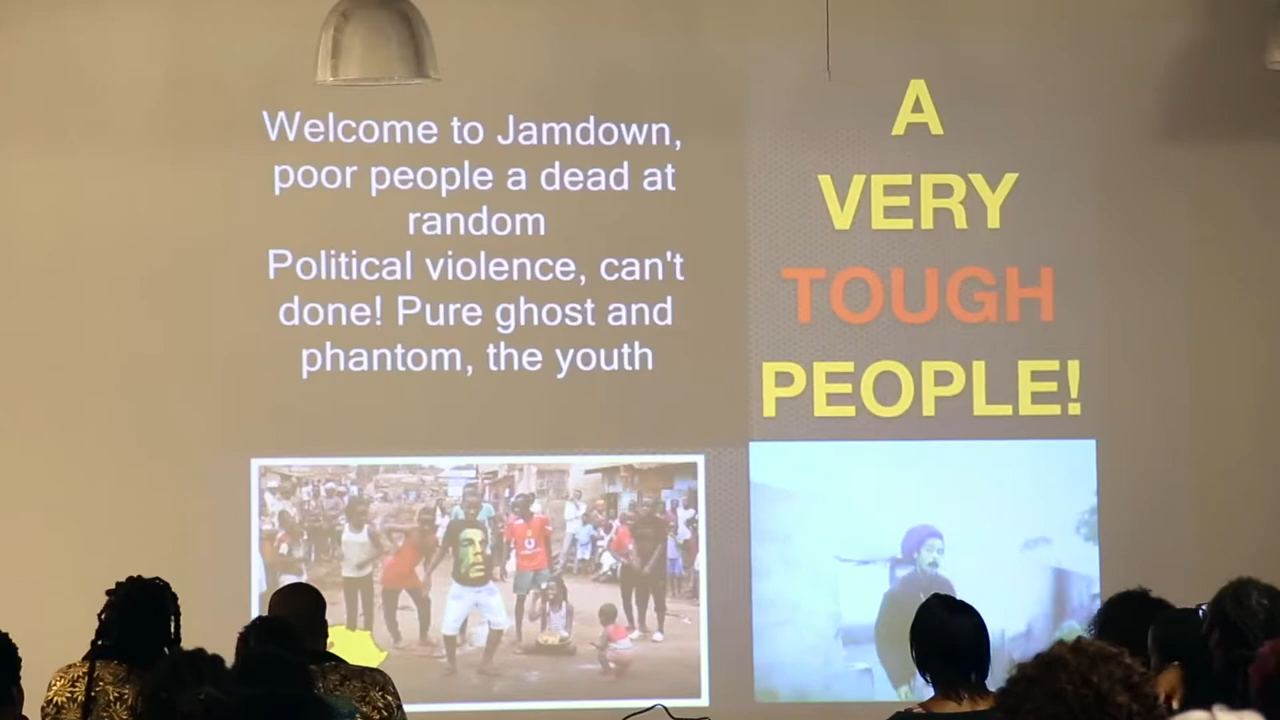 Welcome to Jamdown,
poor people a dead at
random
Political violence, can't
done! Pure ghost and
phantom, the youth
A
VERY
TOUGH
PEOPLE!